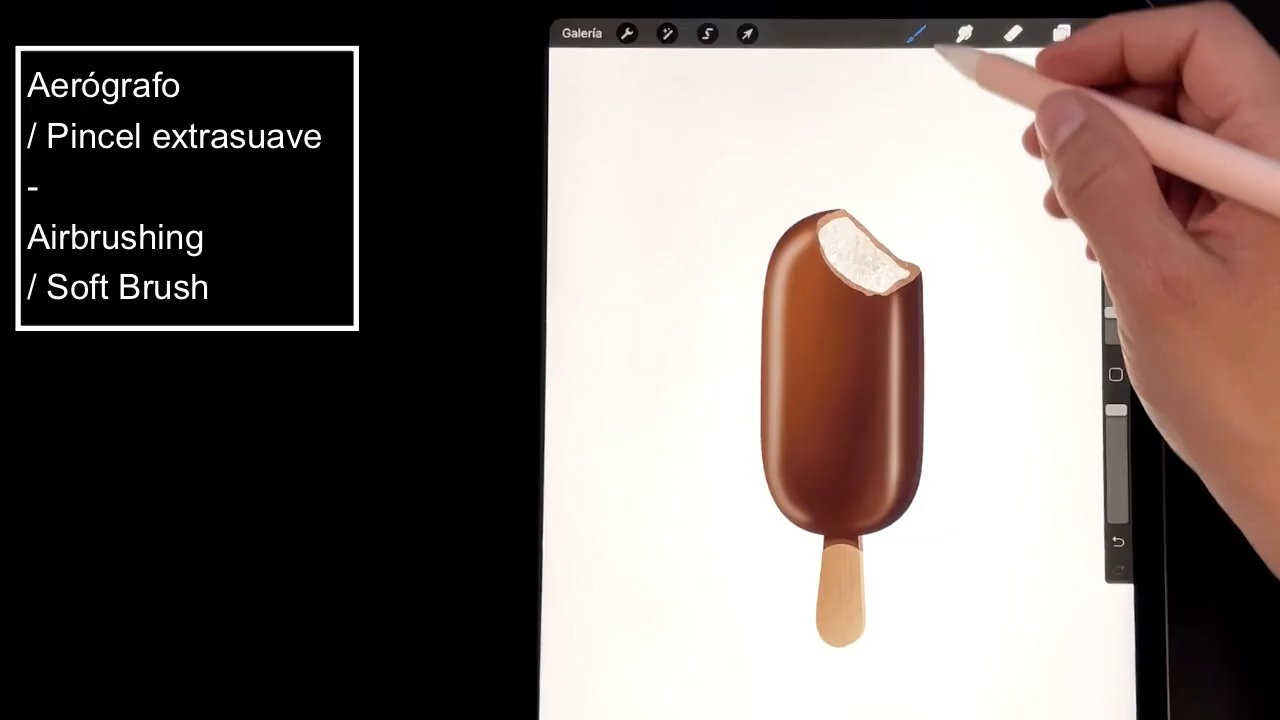 Aerógrafo
/ Pincel extrasuave
-
Airbrushing
/ Soft Brush
Galería